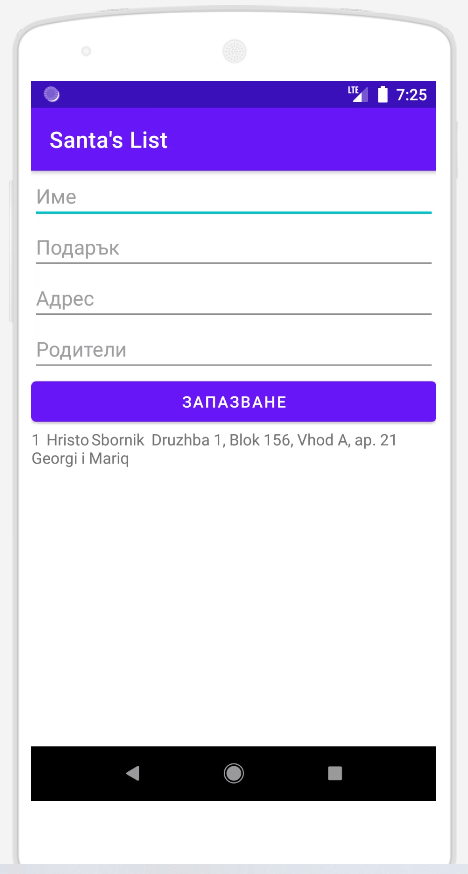 LTE 7:25
Santa's List
Име
Подарък
Адрес
Родители
ЗАПАЗВАНЕ
1 Hristo Sbornik Druzhba 1, Blok 156, Vhod A, ap. 21
Georgi i Mariq